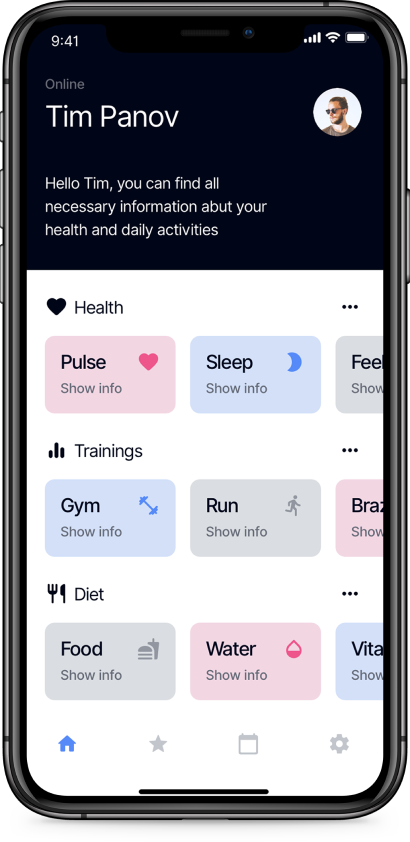 9:41
Online
Tim Panov
Hello Tim, you can find all
necessary information abut your
health and daily activities
Health
Pulse
Show info
Sleep
Show info
Feel
Show
Trainings
Gym
Show info
Run
Show info
Braz
Show
Diet
Food
Show info
Water
Show info
Vita
Show